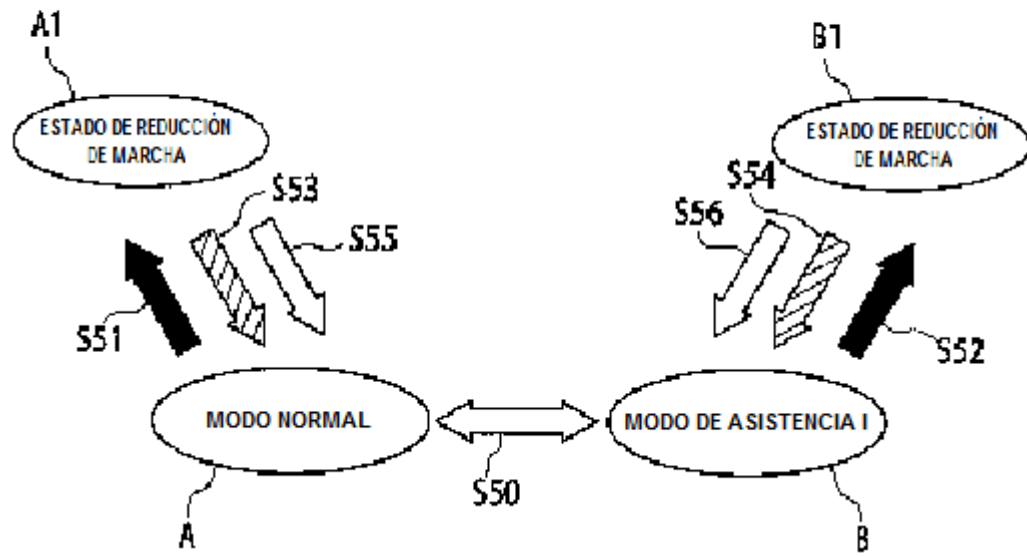 A1
B1
ESTADO DE REDUCCIÓN
DE MARCHA
ESTADO DE REDUCCIÓN
DE MARCHA
S53
S54
S55
S56
S51
S52
MODO NORMAL
MODO DE ASISTENCIA I
S50
A
B